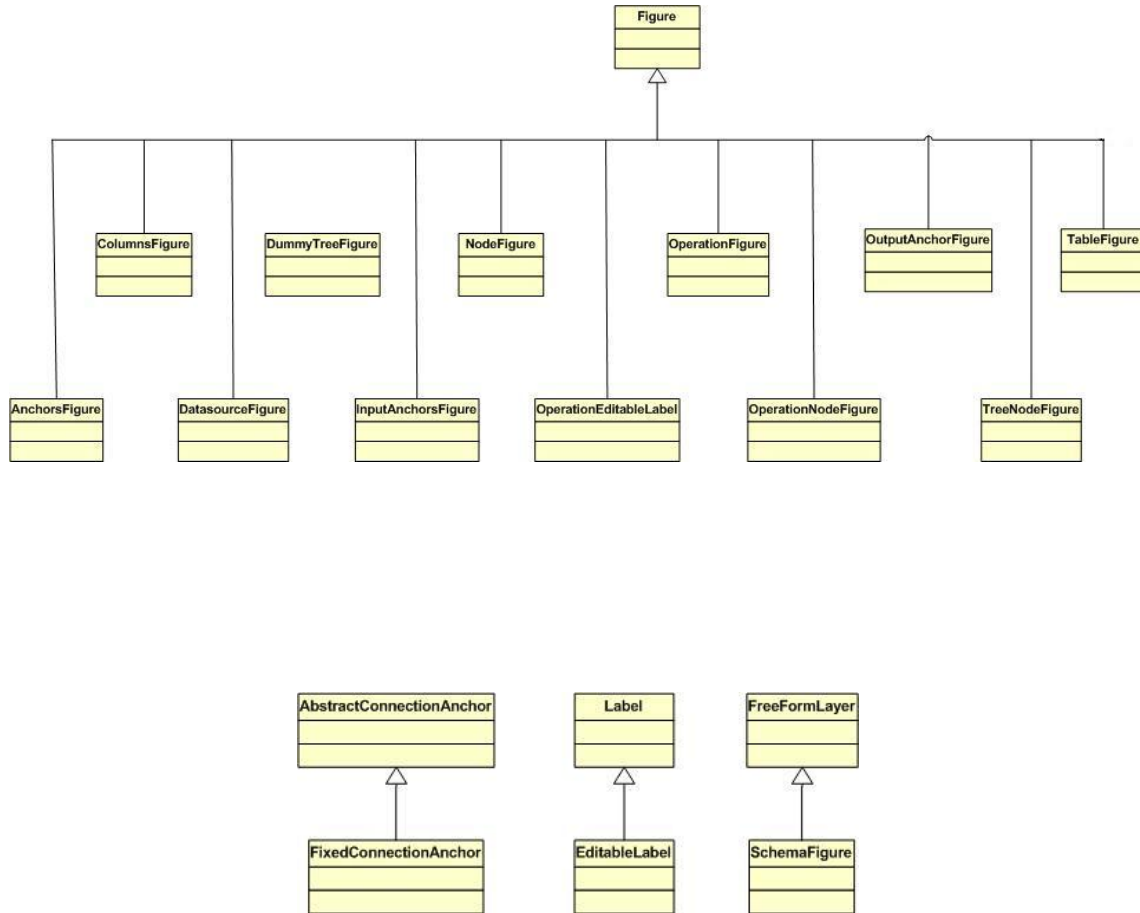 Figure
ColumnsFigure
DummyTreeFigure
NodeFigure
OperationFigure
OutputAnchorFigure
TableFigure
AnchorsFigure
DatasourceFigure
InputAnchorsFigure
OperationEditableLabel
OperationNodeFigure
TreeNodeFigure
AbstractConnectionAnchor
Label
FreeFormLayer
FixedConnectionAnchor
EditableLabel
SchemaFigure